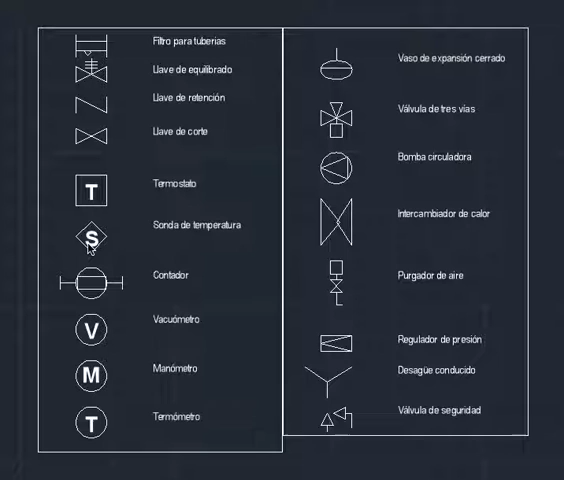 Filtro para tuberias
Llave de equilibrado
Llave de retención
Llave de corte
T
Termostato
S
Sonda de temperatura
Contador
V
Vacuómetro
M
Manómetro
T
Termómetro
Vaso de expansión cerrado
Válvula de tres vías
Bomba circuladora
Intercambiador de calor
Purgador de aire
Regulador de presión
Desagüe conducido
Válvula de seguridad